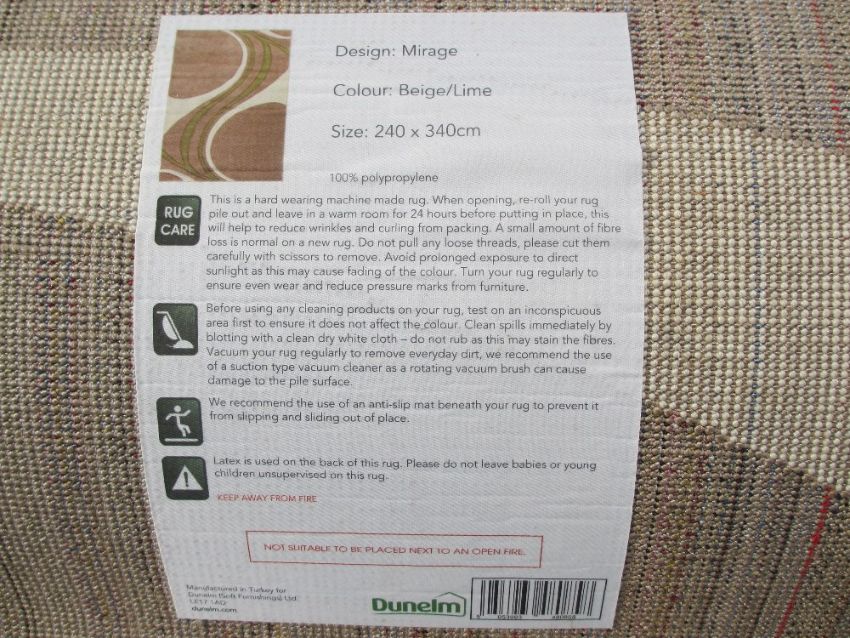 Design: Mirage
Colour: Beige/Lime
Size: 240 x 340cm
100% polypropylene
RUG
CARE
This is a hard wearing machine made rug. When opening, re-roll your rug
pile out and leave in a warm room for 24 hours before putting in place, this
will help to reduce wrinkles and curling from packing. A small amount of fibre
loss is normal on a new rug. Do not pull any loose threads, please cut them
carefully with scissors to remove. Avoid prolonged exposure to direct
sunlight as this may cause fading of the colour. Turn your rug regularly to
ensure even wear and reduce pressure marks from furniture.
Before using any cleaning products on your rug, test on an inconspicuous
area first to ensure it does not affect the colour. Clean spills immediately by
blotting with a clean dry white cloth – do not rub as this may stain the fibres.
Vacuum your rug regularly to remove everyday dirt, we recommend the use
of a suction type vacuum cleaner as a rotating vacuum brush can cause
damage to the pile surface.
We recommend the use of an anti-slip mat beneath your rug to prevent it
from slipping and sliding out of place.
Latex is used on the back of this rug. Please do not leave babies or young
children unsupervised on this rug.
KEEP AWAY FROM FIRE
NOT SUITABLE TO BE PLACED NEXT TO AN OPEN FIRE.
Manufactured in Turkey for
Dunelm (Soft Furnishings) Ltd.
dunelm.com
Dunelm